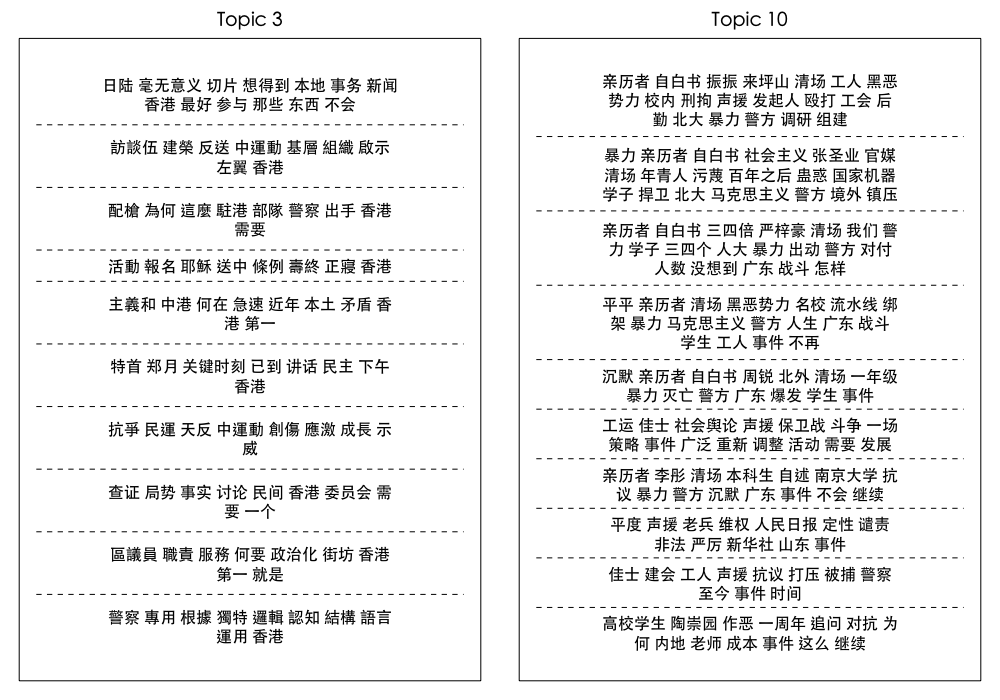 Topic 3
日陆 毫无意义 切片 想得到 本地 事务 新闻
香港 最好 参与 那些 东西 不会
訪談伍 建榮 反送 中運動 基層 組織 啟示
左翼 香港
配槍 為何 這麼 駐港 部隊 警察 出手 香港
需要
活動 報名 耶穌 送中 條例 壽終 正寢 香港
主義和 中港 何在 急速 近年 本土 矛盾 香
港 第一
特首 郑月 关键时刻 已到 讲话 民主 下午
香港
抗爭 民運 天反 中運動 創傷 應激 成長 示
威
查证 局势 事实 讨论 民间 香港 委员会 需
要 一个
區議員 職責 服務 何要 政治化 街坊 香港
第一 就是
警察 專用 根據 獨特 邏輯 認知 結構 語言
運用 香港
Topic 10
亲历者 自白书 振振 来坪山 清场 工人 黑恶
势力 校内 刑拘 声援 发起人 殴打 工会 后
勤 北大 暴力 警方 调研 组建
暴力 亲历者 自白书 社会主义 张圣业 官媒
清场 年青人 污蔑 百年之后 蛊惑 国家机器
学子 捍卫 北大 马克思主义 警方 境外 镇压
亲历者 自白书 三四倍 严梓豪 清场 我们 警
力 学子 三四个 人大 暴力 出动 警方 对付
人数 没想到 广东 战斗 怎样
平平 亲历者 清场 黑恶势力 名校 流水线 绑
架 暴力 马克思主义 警方 人生 广东 战斗
学生 工人 事件 不再
沉默 亲历者 自白书 周锐 北外 清场 一年级
暴力 灭亡 警方 广东 爆发 学生 事件
工运 佳士 社会舆论 声援 保卫战 斗争 一场
策略 事件 广泛 重新 调整 活动 需要 发展
亲历者 李彤 清场 本科生 自述 南京大学 抗
议 暴力 警方 沉默 广东 事件 不会 继续
平度 声援 老兵 维权 人民日报 定性 谴责
非法 严厉 新华社 山东 事件
佳士 建会 工人 声援 抗议 打压 被捕 警察
至今 事件 时间
高校学生 陶崇园 作恶 一周年 追问 对抗 为
何 内地 老师 成本 事件 这么 继续